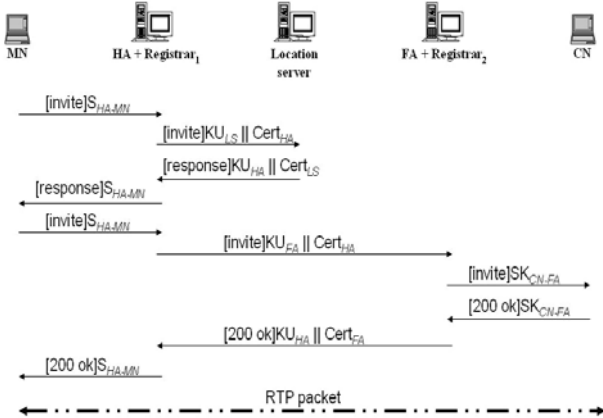 MN
HA + Registrar1
Location
server
FA + Registrar2
CN
[invite]SHA-MN
[invite]KULS || CertHA
[response]KUHA || CertLS
[response]SHA-MN
[invite]SHA-MN
[invite]KUFA || CertHA
[invite]SKCN-FA
[200 ok]SKCN-FA
[200 ok]KUHA || CertFA
[200 ok]SHA-MN
RTP packet